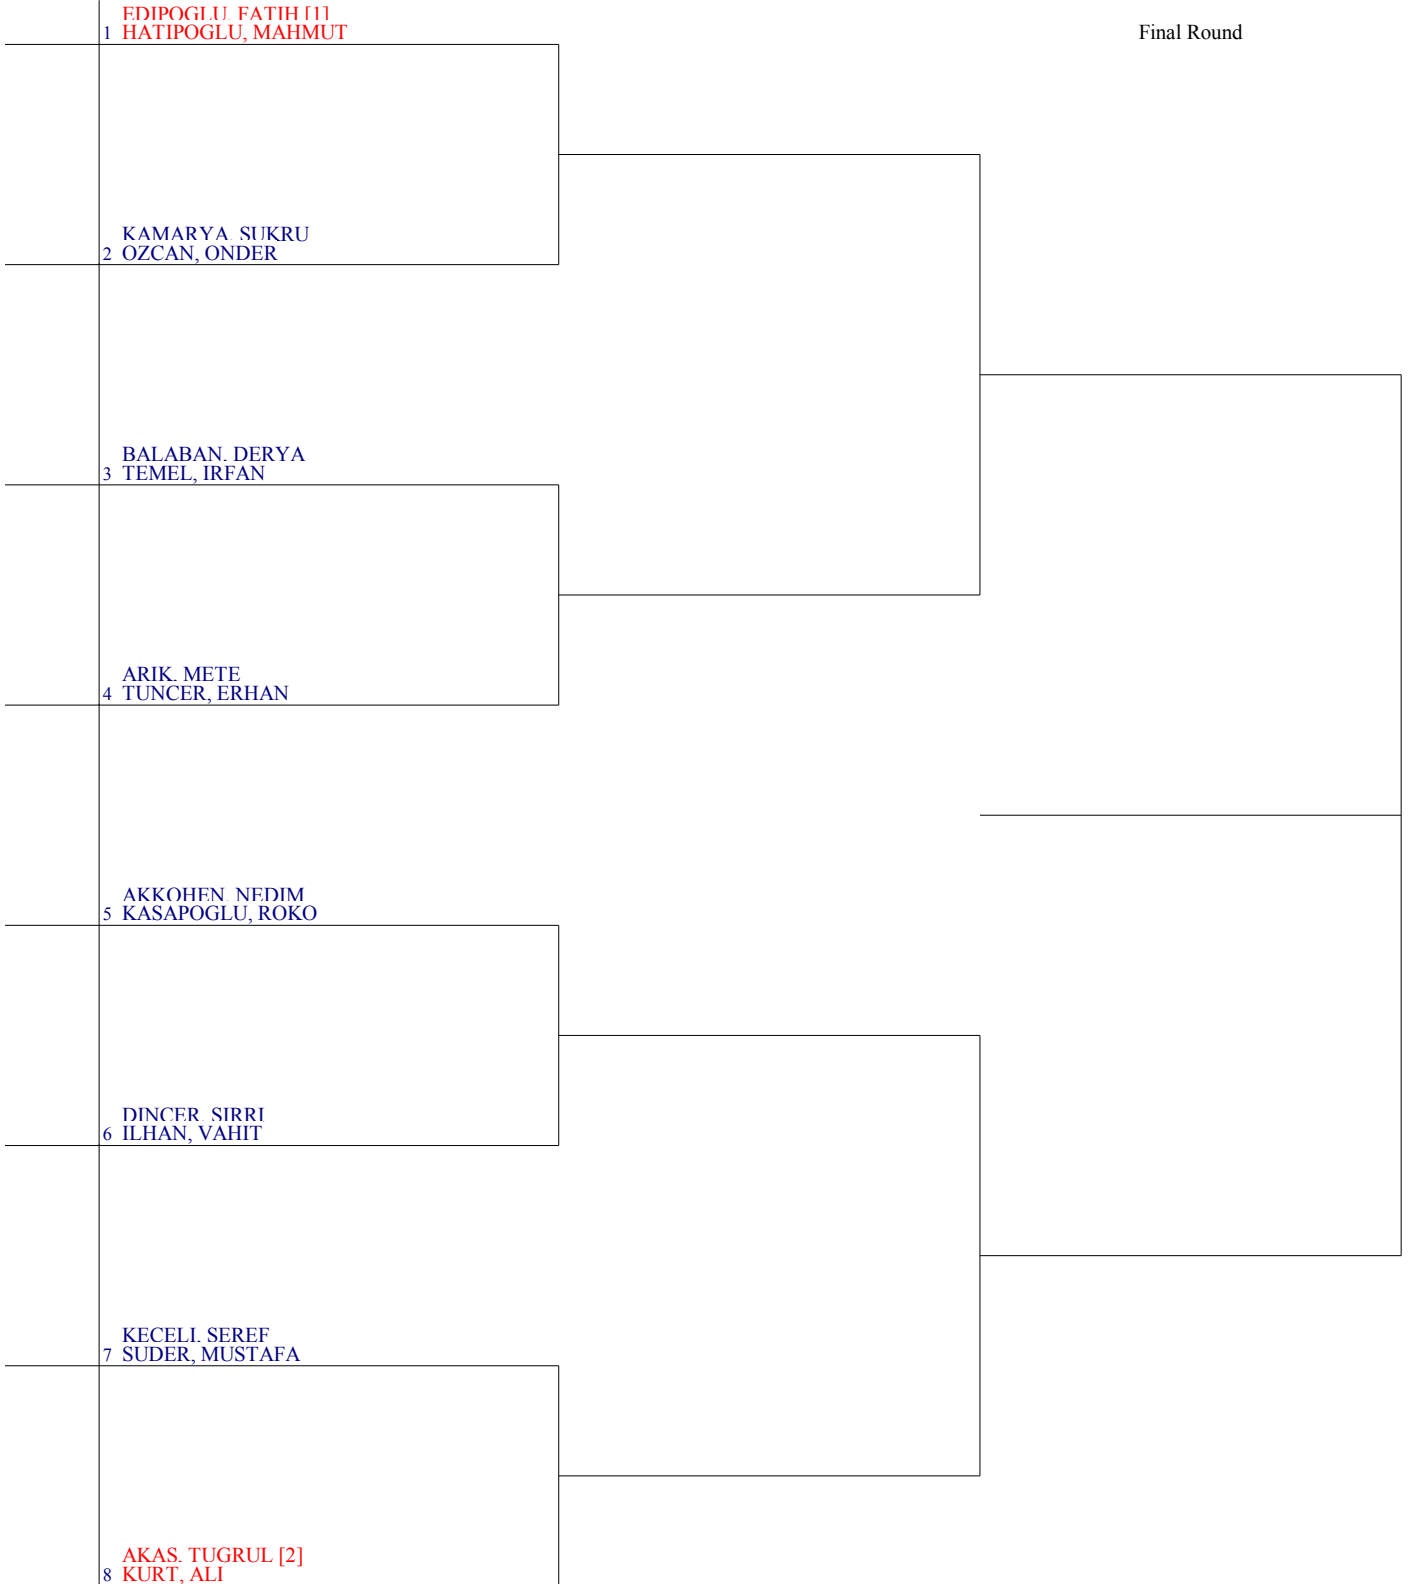 EDIPOGLU, FATIH [1]
1 HATIPOGLU, MAHMUT
Final Round
KAMARYA, SUKRU
2 OZCAN, ONDER
BALABAN, DERYA
3 TEMEL, IRFAN
ARIK, METE
4 TUNCER, ERHAN
AKKOHEN, NEDIM
5 KASAPOGLU, ROKO
DINCER, SIRRI
6 ILHAN, VAHIT
KECELI, SEREF
7 SUDER, MUSTAFA
AKAS, TUGRUL [2]
8 KURT, ALI